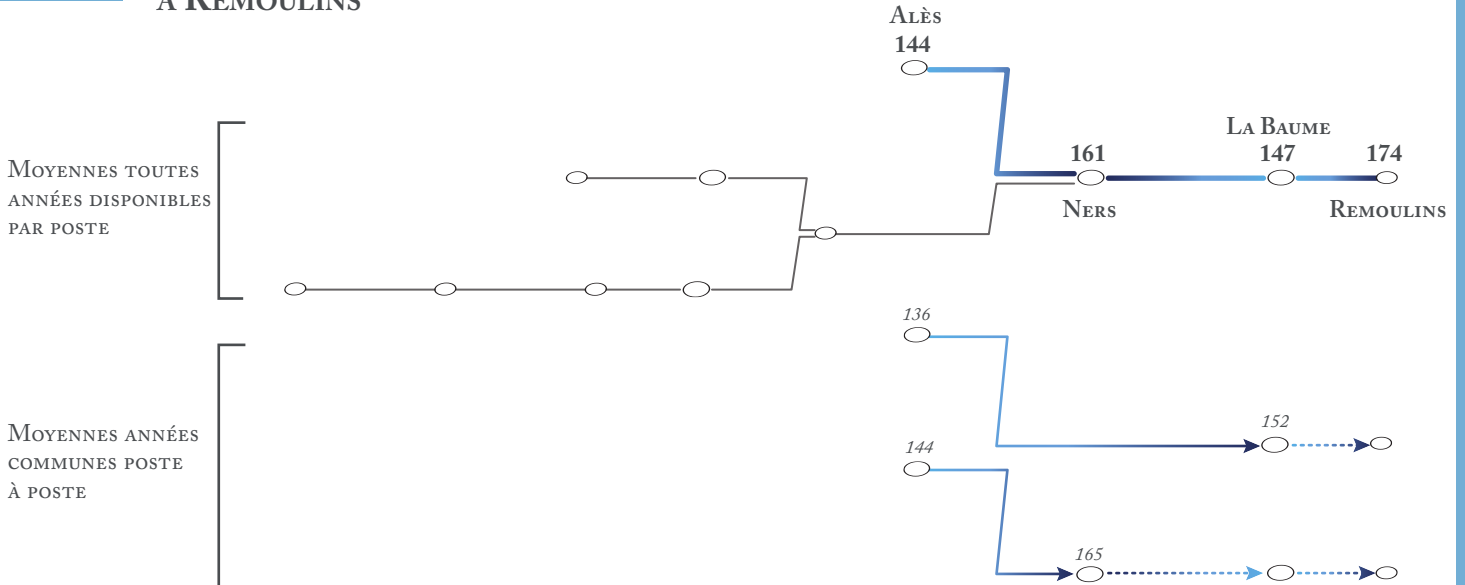 à Remoulins
Alès
144
Moyennes toutes
années disponibles
par poste
La Baume
161
147
174
Ners
Remoulins
136
Moyennes années
communes poste
à poste
152
144
165